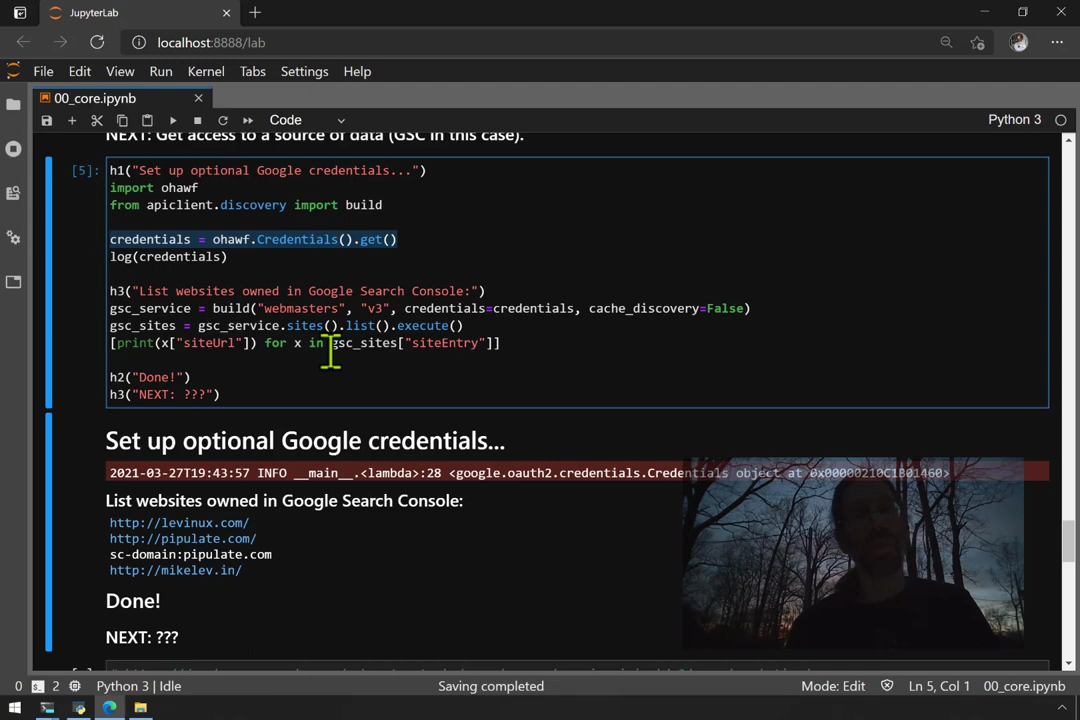 JupyterLab
localhost:8888/lab
File Edit View Run Kernel Tabs Settings Help
00_core.ipynb
Code
Python 3
NEXT: Get access to a source of data (GSC in this case).
[5]:
h1("Set up optional Google credentials...")
import ohawf
from apiclient.discovery import build
credentials = ohawf.Credentials().get()
log(credentials)
h3("List websites owned in Google Search Console:")
gsc_service = build("webmasters", "v3", credentials=credentials, cache_discovery=False)
gsc_sites = gsc_service.sites().list().execute()
[print(x["siteUrl"]) for x in gsc_sites["siteEntry"]]
h2("Done!")
h3("NEXT: ???")
Set up optional Google credentials...
2021-03-27T19:43:57 INFO __main__.<lambda>:28 <google.oauth2.credentials.Credentials object at 0x00000210C1B01460>
List websites owned in Google Search Console:
http://levinux.com/
http://pipulate.com/
sc-domain:pipulate.com
http://mikelev.in/
Done!
NEXT: ???
0 2 Python 3 | Idle
Saving completed
Mode: Edit
Ln 5, Col 1
00_core.ipynb